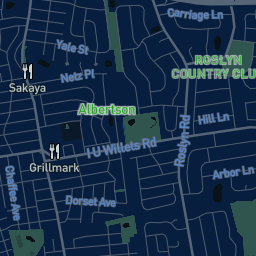 Carriage Ln
Yale St
ROSLYN
COUNTRY CLU
Netz Pl
Sakaya
Albertson
Hill Ln
I U Willets Rd
Roslyn Rd
Grillmark
Arbor Ln
Chaffee Ave
Dorset Ave